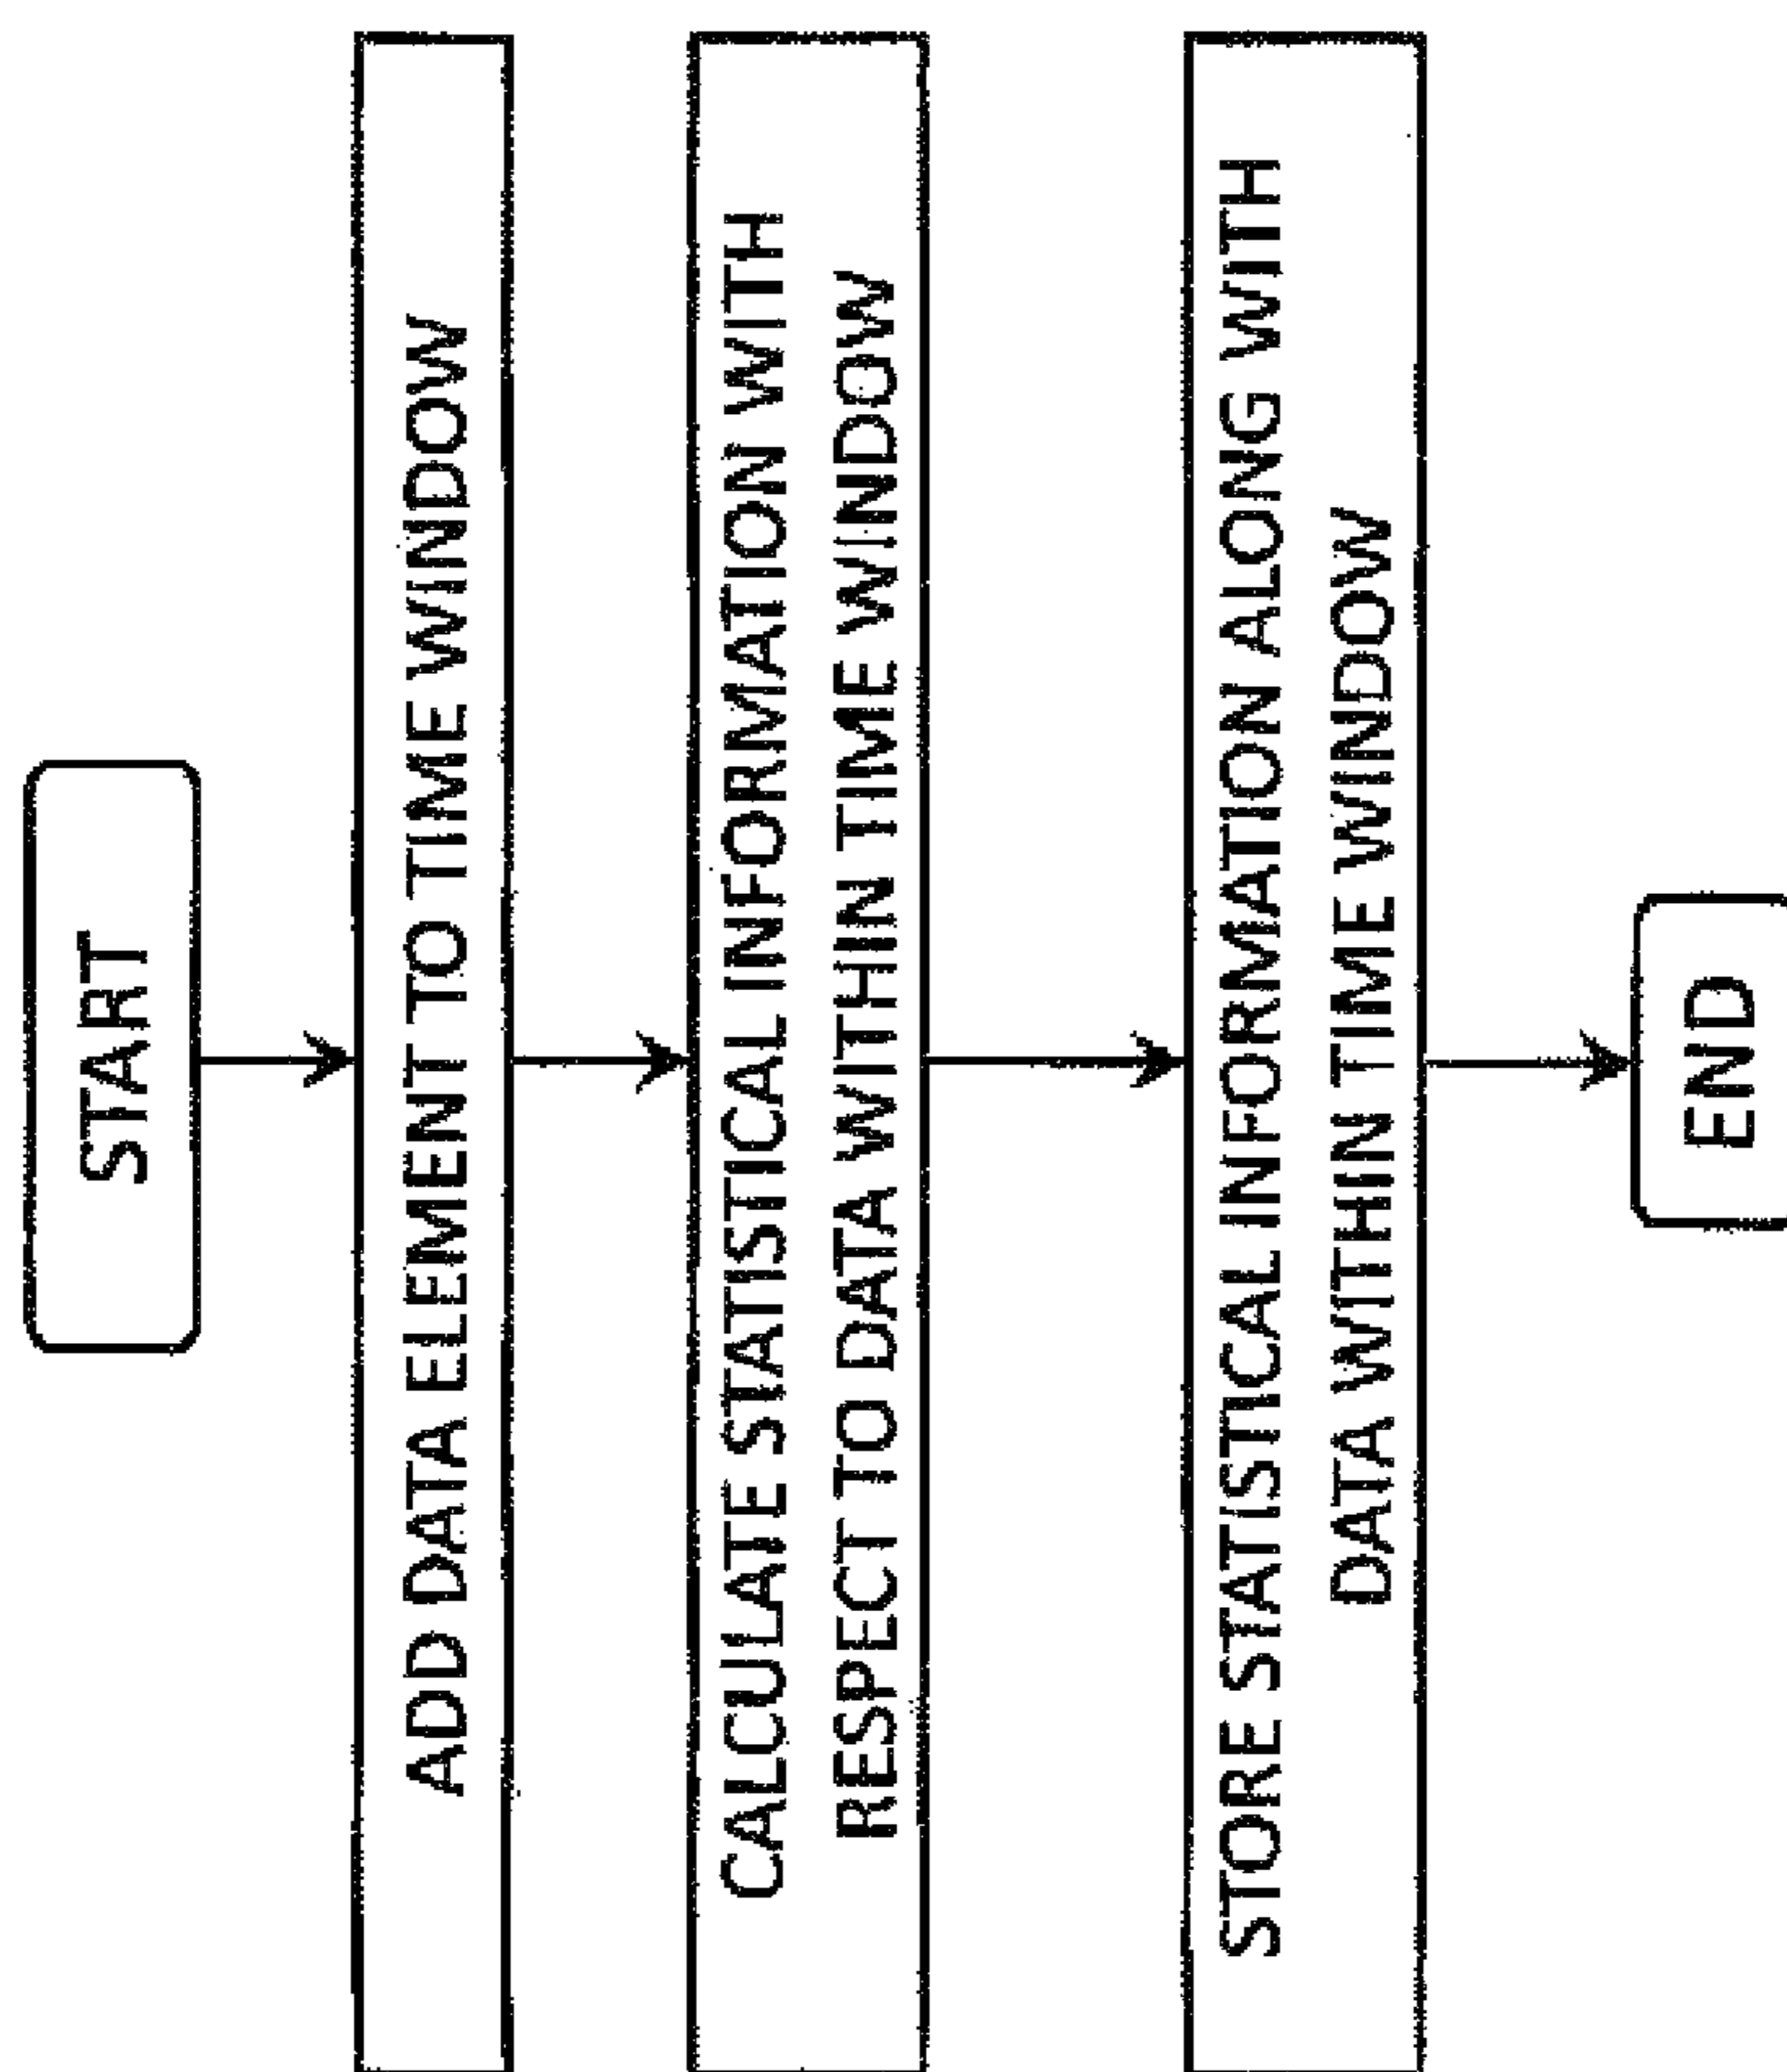 START
ADD DATA ELEMENT TO TIME WINDOW
CALCULATE STATISTICAL INFORMATION WITH
RESPECT TO DATA WITHIN TIME WINDOW
STORE STATISTICAL INFORMATION ALONG WITH
DATA WITHIN TIME WINDOW
END